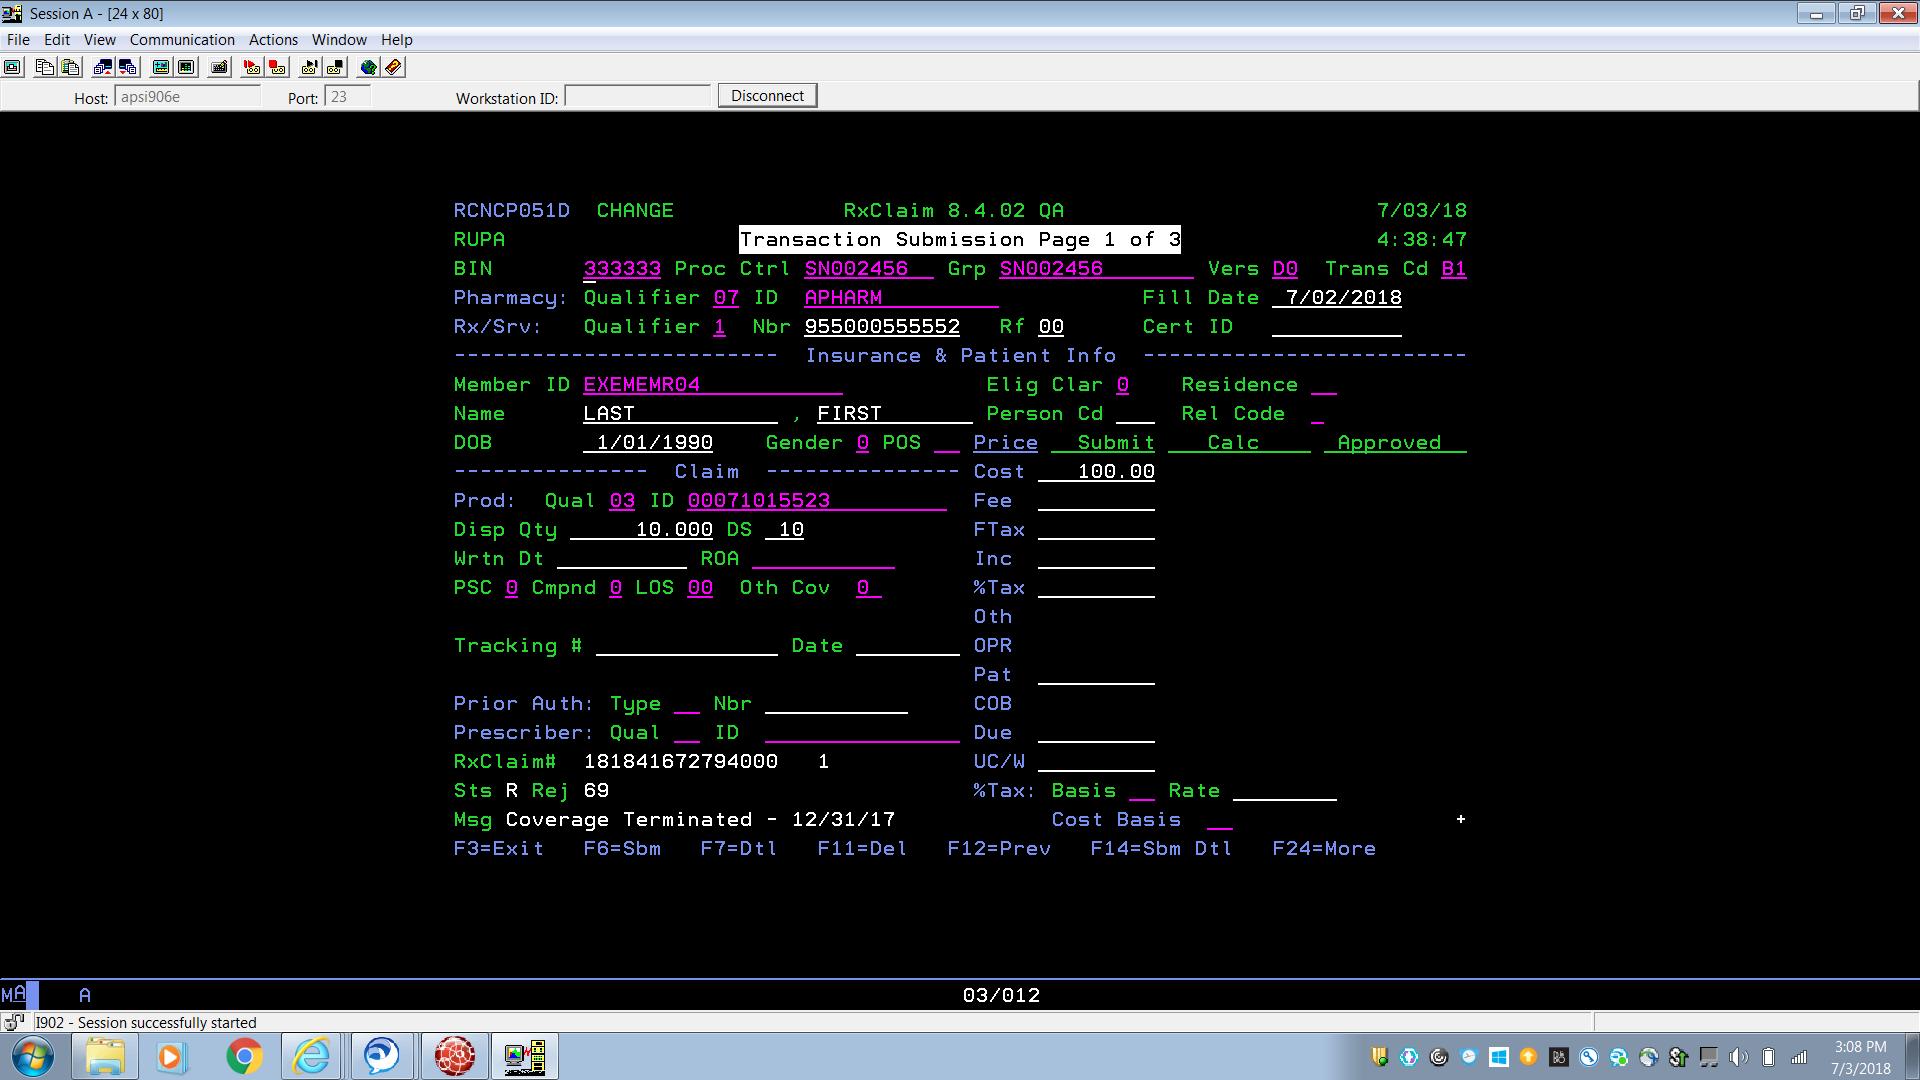 Session A - [24 x 80]
File Edit View Communication Actions Window Help
Host: apsi906e Port: 23 Workstation ID: Disconnect
RCNCP051D CHANGE RxClaim 8.4.02 QA 7/03/18
RUPA Transaction Submission Page 1 of 3 4:38:47
BIN 333333 Proc Ctrl SN002456 Grp SN002456 Vers D0 Trans Cd B1
Pharmacy: Qualifier 07 ID APHARM Fill Date 7/02/2018
Rx/Srv: Qualifier 1 Nbr 955000555552 Rf 00 Cert ID
------------------------- Insurance & Patient Info -------------------------
Member ID EXEMEMR04 Elig Clar 0 Residence
Name LAST , FIRST Person Cd Rel Code
DOB 1/01/1990 Gender 0 POS Price Submit Calc Approved
--------------- Claim --------------- Cost 100.00
Prod: Qual 03 ID 00071015523 Fee
Disp Qty 10.000 DS 10 FTax
Wrtn Dt ROA Inc
PSC 0 Cmpnd 0 LOS 00 Oth Cov 0 %Tax
Oth
Tracking # Date OPR
Pat
Prior Auth: Type Nbr COB
Prescriber: Qual ID Due
RxClaim# 181841672794000 1 UC/W
Sts R Rej 69 %Tax: Basis Rate
Msg Coverage Terminated - 12/31/17 Cost Basis +
F3=Exit F6=Sbm F7=Dtl F11=Del F12=Prev F14=Sbm Dtl F24=More
MA A 03/012
I902 - Session successfully started
3:08 PM
7/3/2018